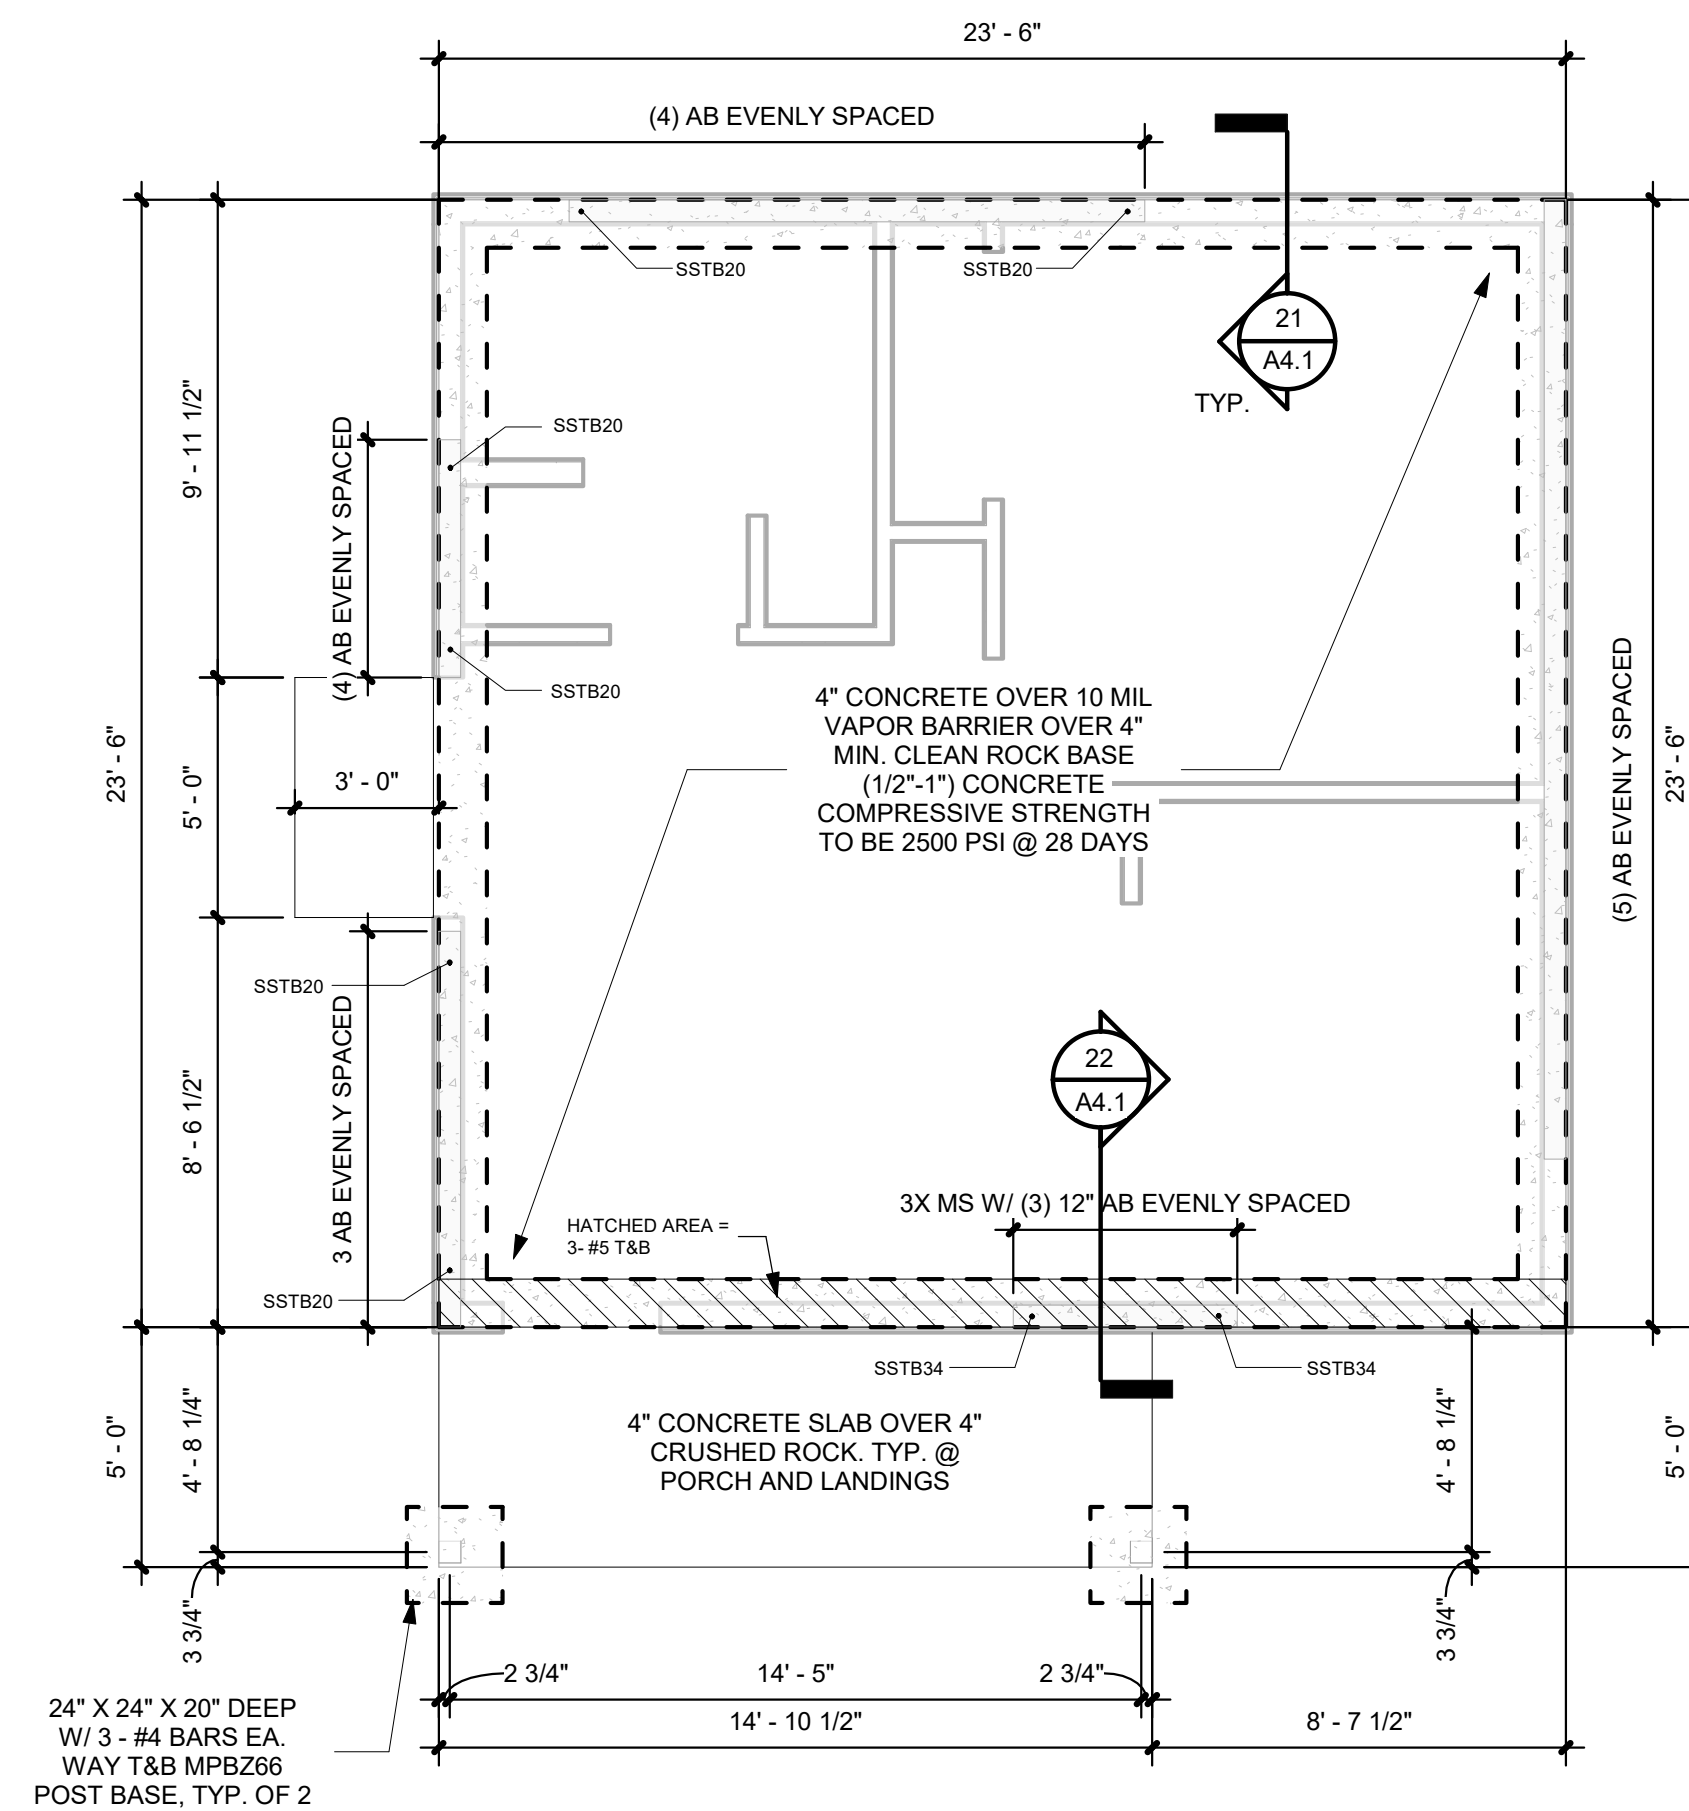 23' - 6"
(4) AB EVENLY SPACED
SSTB20
SSTB20
21
A4.1
TYP.
9' - 11 1/2"
(4) AB EVENLY SPACED
SSTB20
SSTB20
4" CONCRETE OVER 10 MIL
VAPOR BARRIER OVER 4"
MIN. CLEAN ROCK BASE
(1/2"-1") CONCRETE
COMPRESSIVE STRENGTH
TO BE 2500 PSI @ 28 DAYS
23' - 6"
5' - 0"
3' - 0"
(5) AB EVENLY SPACED
23' - 6"
SSTB20
3 AB EVENLY SPACED
8' - 6 1/2"
22
A4.1
3X MS W/ (3) 12" AB EVENLY SPACED
HATCHED AREA =
3- #5 T&B
SSTB20
SSTB34
SSTB34
4" CONCRETE SLAB OVER 4"
CRUSHED ROCK. TYP. @
PORCH AND LANDINGS
5' - 0"
4' - 8 1/4"
4' - 8 1/4"
5' - 0"
3 3/4"
3 3/4"
2 3/4"
14' - 5"
2 3/4"
14' - 10 1/2"
8' - 7 1/2"
24" X 24" X 20" DEEP
W/ 3 - #4 BARS EA.
WAY T&B MPBZ66
POST BASE, TYP. OF 2